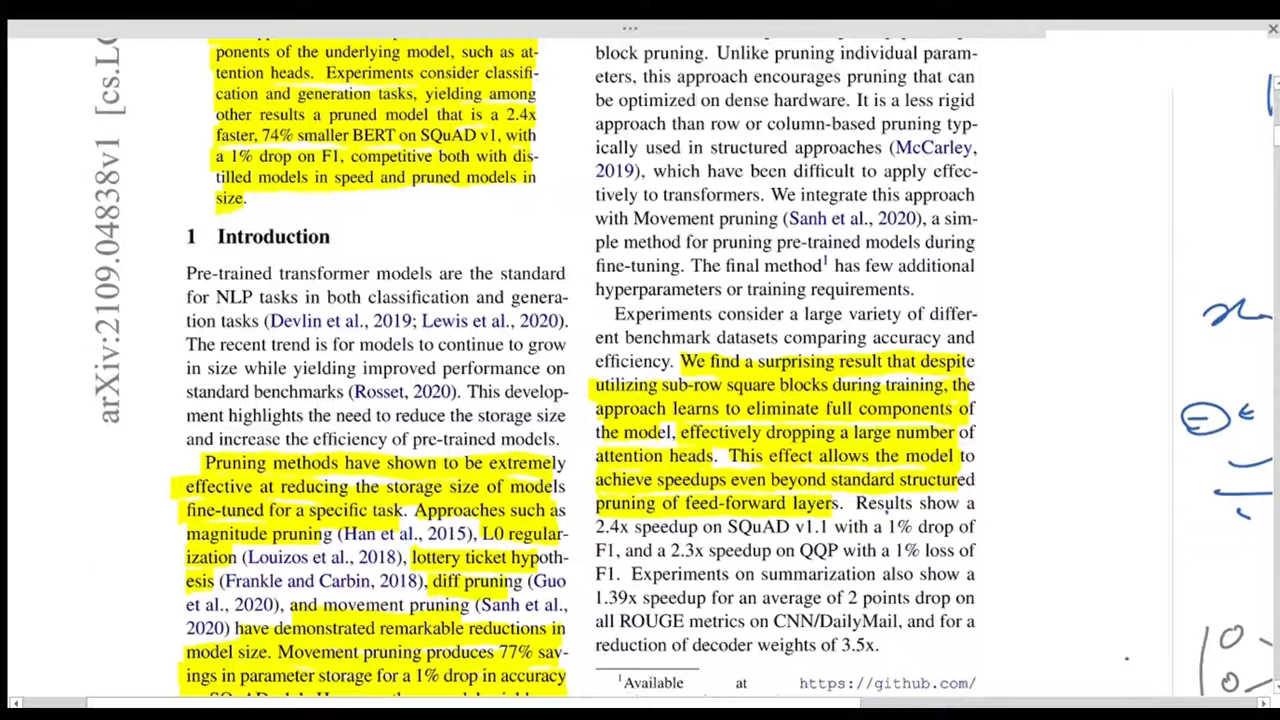 arXiv:2109.04838v1 [cs.LG
ponents of the underlying model, such as at-
tention heads. Experiments consider classifi-
cation and generation tasks, yielding among
other results a pruned model that is a 2.4x
faster, 74% smaller BERT on SQuAD v1, with
a 1% drop on F1, competitive both with dis-
tilled models in speed and pruned models in
size.
1 Introduction
Pre-trained transformer models are the standard
for NLP tasks in both classification and genera-
tion tasks (Devlin et al., 2019; Lewis et al., 2020).
The recent trend is for models to continue to grow
in size while yielding improved performance on
standard benchmarks (Rosset, 2020). This develop-
ment highlights the need to reduce the storage size
and increase the efficiency of pre-trained models.
Pruning methods have shown to be extremely
effective at reducing the storage size of models
fine-tuned for a specific task. Approaches such as
magnitude pruning (Han et al., 2015), L0 regular-
ization (Louizos et al., 2018), lottery ticket hypoth-
esis (Frankle and Carbin, 2018), diff pruning (Guo
et al., 2020), and movement pruning (Sanh et al.,
2020) have demonstrated remarkable reductions in
model size. Movement pruning produces 77% sav-
ings in parameter storage for a 1% drop in accuracy
block pruning. Unlike pruning individual param-
eters, this approach encourages pruning that can
be optimized on dense hardware. It is a less rigid
approach than row or column-based pruning typ-
ically used in structured approaches (McCarley,
2019), which have been difficult to apply effec-
tively to transformers. We integrate this approach
with Movement pruning (Sanh et al., 2020), a sim-
ple method for pruning pre-trained models during
fine-tuning. The final method1 has few additional
hyperparameters or training requirements.
Experiments consider a large variety of differ-
ent benchmark datasets comparing accuracy and
efficiency. We find a surprising result that despite
utilizing sub-row square blocks during training, the
approach learns to eliminate full components of
the model, effectively dropping a large number of
attention heads. This effect allows the model to
achieve speedups even beyond standard structured
pruning of feed-forward layers. Results show a
2.4x speedup on SQuAD v1.1 with a 1% drop of
F1, and a 2.3x speedup on QQP with a 1% loss of
F1. Experiments on summarization also show a
1.39x speedup for an average of 2 points drop on
all ROUGE metrics on CNN/DailyMail, and for a
reduction of decoder weights of 3.5x.
1Available at https://github.com/